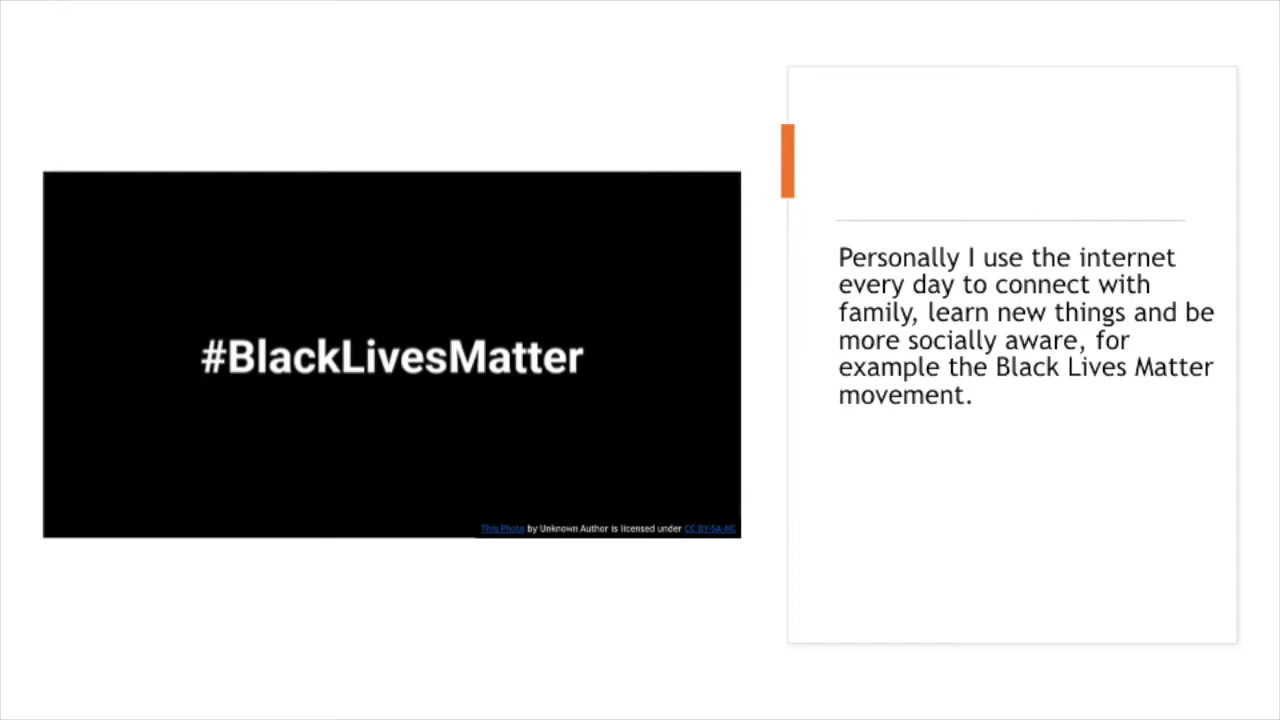 #BlackLivesMatter
This Photo by Unknown Author is licensed under CC BY-SA-NC
Personally I use the internet
every day to connect with
family, learn new things and be
more socially aware, for
example the Black Lives Matter
movement.